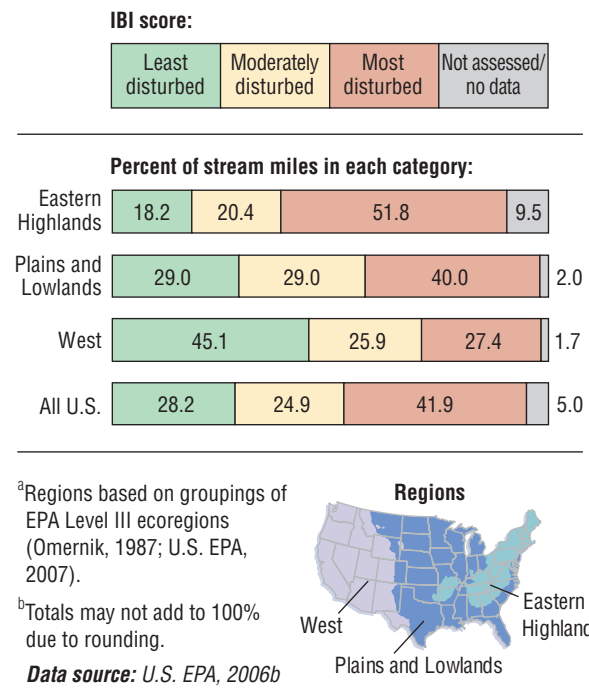 IBI score:
Least disturbed
Moderately disturbed
Most disturbed
Not assessed/ no data
Percent of stream miles in each category:
Eastern Highlands
18.2 20.4 51.8 9.5
Plains and Lowlands
29.0 29.0 40.0 2.0
West
45.1 25.9 27.4 1.7
All U.S.
28.2 24.9 41.9 5.0
aRegions based on groupings of
EPA Level III ecoregions
(Omernik, 1987; U.S. EPA,
2007).
bTotals may not add to 100%
due to rounding.
Data source: U.S. EPA, 2006b
Regions
West
Plains and Lowlands
Eastern
Highlanc